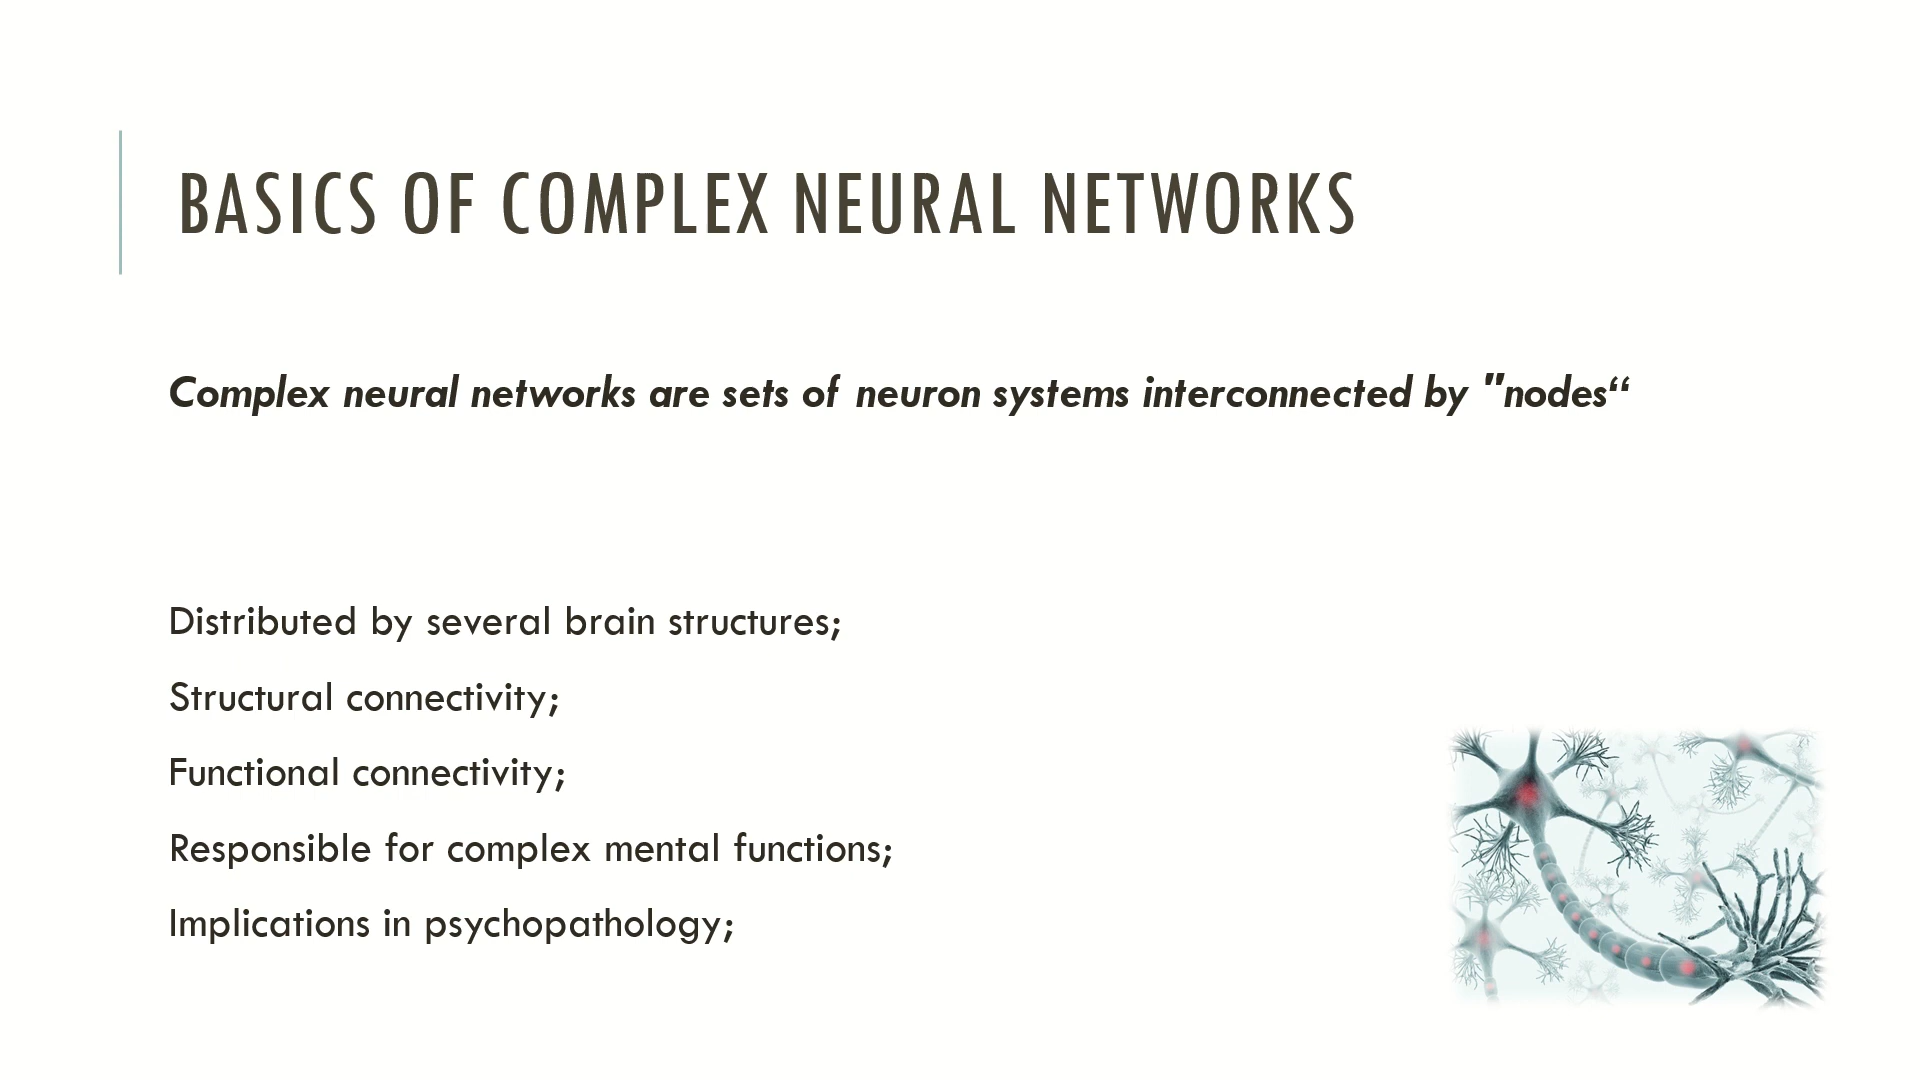 BASICS OF COMPLEX NEURAL NETWORKS
Complex neural networks are sets of neuron systems interconnected by "nodes“
Distributed by several brain structures;
Structural connectivity;
Functional connectivity;
Responsible for complex mental functions;
Implications in psychopathology;